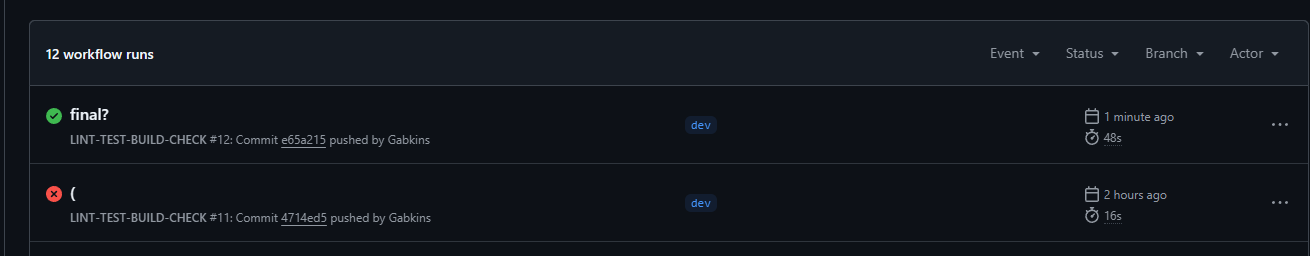 12 workflow runs
Event Status Branch Actor
final?
LINT-TEST-BUILD-CHECK #12: Commit e65a215 pushed by Gabkins
dev
1 minute ago
48s
(
LINT-TEST-BUILD-CHECK #11: Commit 4714ed5 pushed by Gabkins
dev
2 hours ago
16s